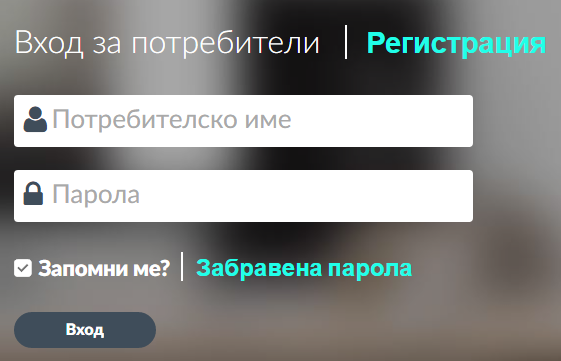 Вход за потребители | Регистрация
Потребителско име
Парола
Запомни ме? | Забравена парола
Вход